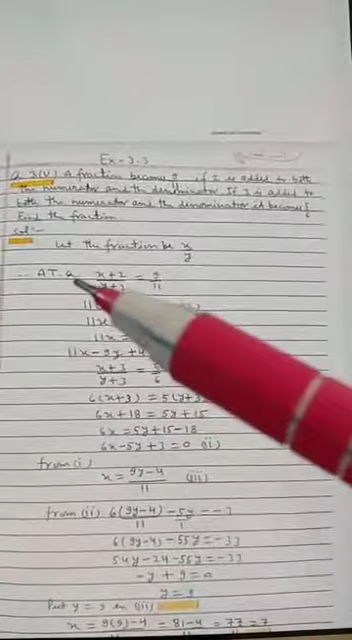 Ex-3.3
Q. 3(v) A fraction becomes 9 if 2 is added to both
the numerator and the denominator If 3 is added to
both the numerator and the denominator it becomes 5/6
Find the fraction
Sol:-
Let the fraction be x/y
∴ A.T.Q x+2/y+2 = 9/11
11x
11x =
11x-9y+4
x+3/y+3 = /6
6(x+3) = 5(y+3
6x+18 = 5y+15
6x = 5y+15-18
6x-5y+3=0 (ii)
from(i)
x = 9y-4/11 (iii)
from (ii) 6(9y-4)/11 - 5y/1 = -3
6(9y-4)-55y=-33
54y-24-55y=-33
-y+9=0
y=9
Put y=9 in (iii)
x = 9(9)-4 = 81-4 = 77 = 7